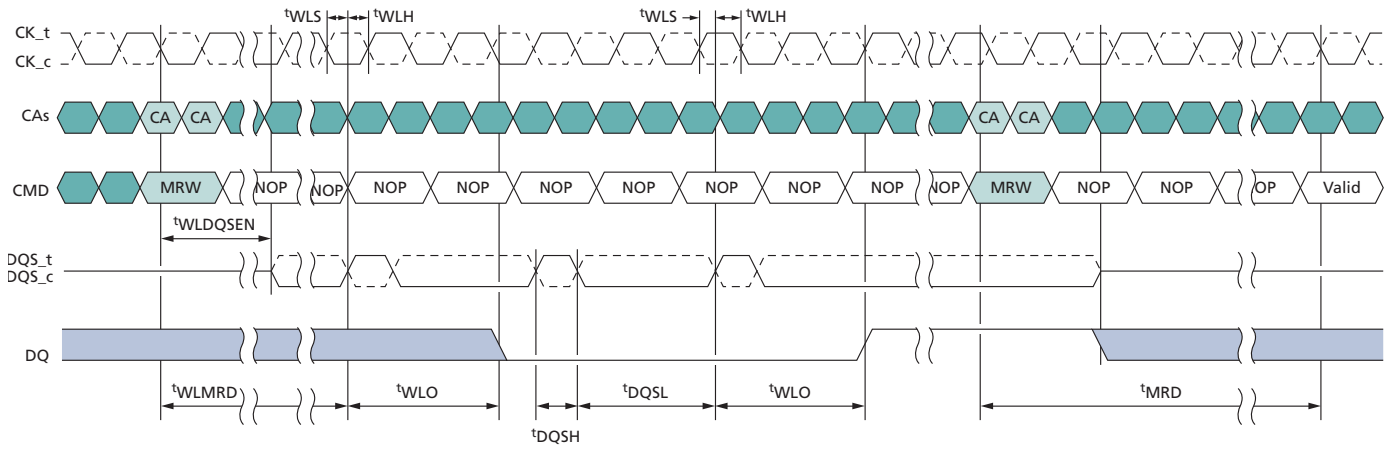 tWLS tWLH tWLS tWLH
CK_t
CK_c
CAs CA CA CA CA
CMD MRW NOP NOP NOP NOP NOP NOP NOP NOP NOP NOP MRW NOP NOP OP Valid
tWLDQSEN
DQS_t
DQS_c
DQ
tWLMRD tWLO tDQSL tWLO tMRD
tDQSH